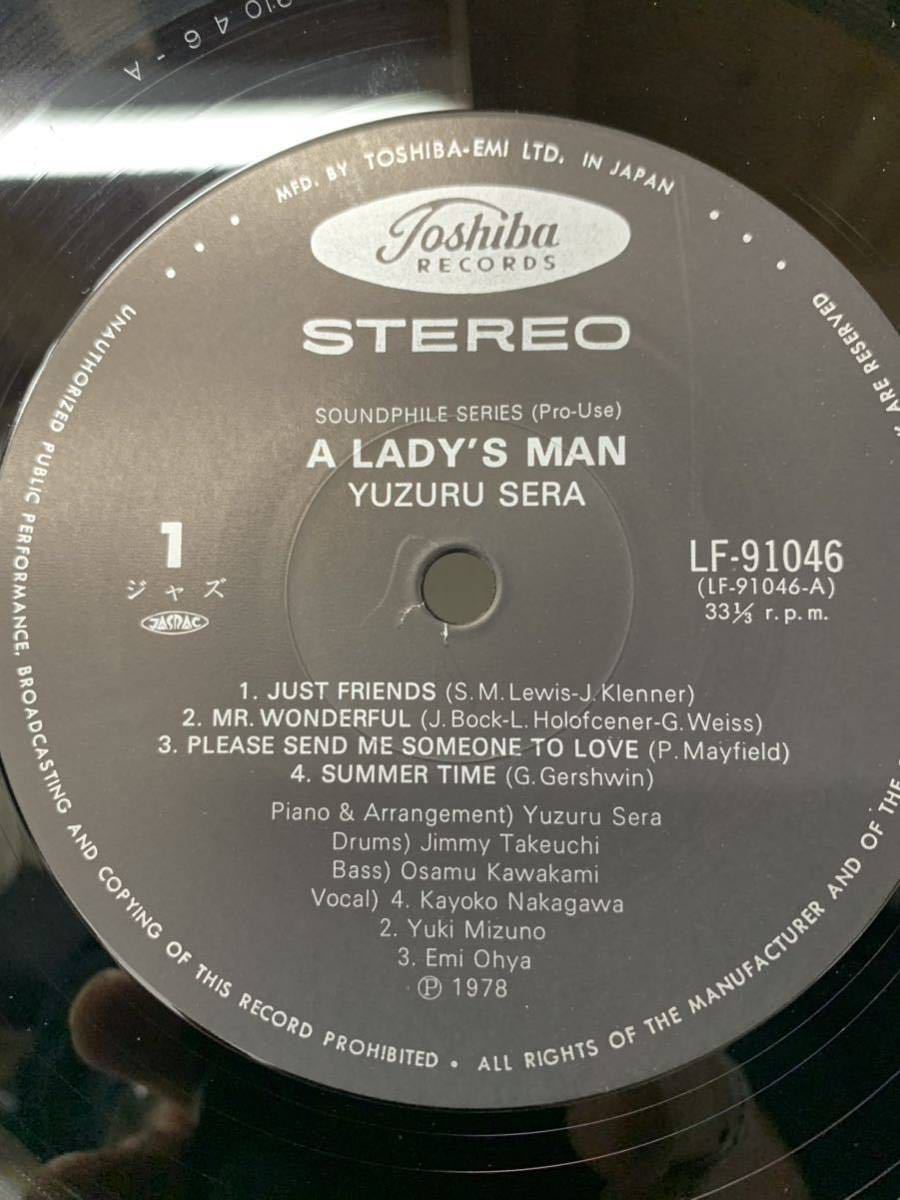 91046-A
MFD. BY TOSHIBA-EMI LTD. IN JAPAN
Toshiba
RECORDS
STEREO
SOUNDPHILE SERIES (Pro-Use)
A LADY'S MAN
YUZURU SERA
1
ジャズ
JASRAC
LF-91046
(LF-91046-A)
33⅓ r.p.m.
1. JUST FRIENDS (S.M.Lewis-J.Klenner)
2. MR. WONDERFUL (J.Bock-L.Holofcener-G.Weiss)
3. PLEASE SEND ME SOMEONE TO LOVE (P.Mayfield)
4. SUMMER TIME (G.Gershwin)
Piano & Arrangement) Yuzuru Sera
Drums) Jimmy Takeuchi
Bass) Osamu Kawakami
Vocal) 4. Kayoko Nakagawa
2. Yuki Mizuno
3. Emi Ohya
Ⓟ 1978
UNAUTHORIZED PUBLIC PERFORMANCE, BROADCASTING AND COPYING OF THIS RECORD PROHIBITED • ALL RIGHTS OF THE MANUFACTURER AND OF THE
ARE RESERVED